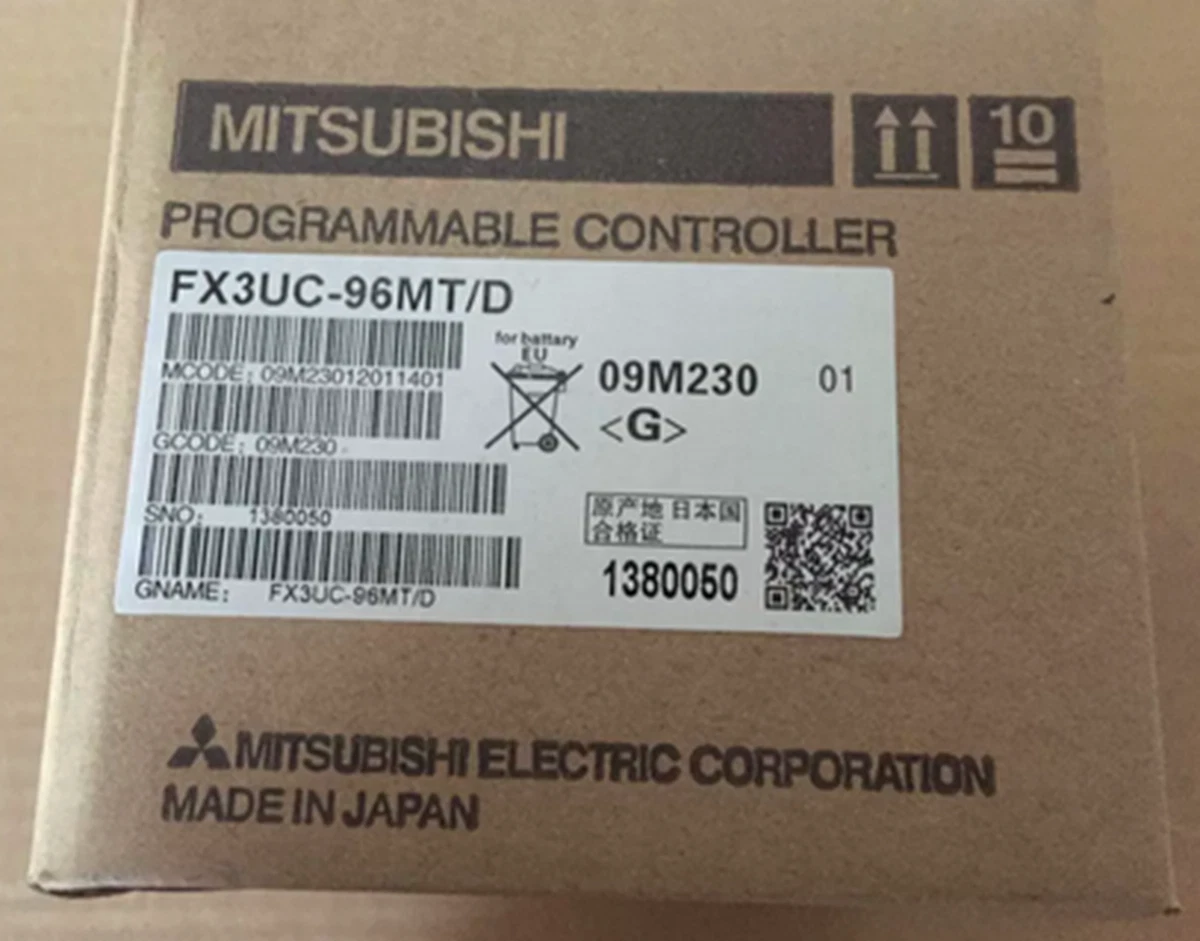 MITSUBISHI
10
PROGRAMMABLE CONTROLLER
FX3UC-96MT/D
MCODE: 09M23012011401
GCODE: 09M230
SNO: 1380050
GNAME: FX3UC-96MT/D
for battary
EU
09M230 01
<G>
原产地 日本国
合格证
1380050
MITSUBISHI ELECTRIC CORPORATION
MADE IN JAPAN